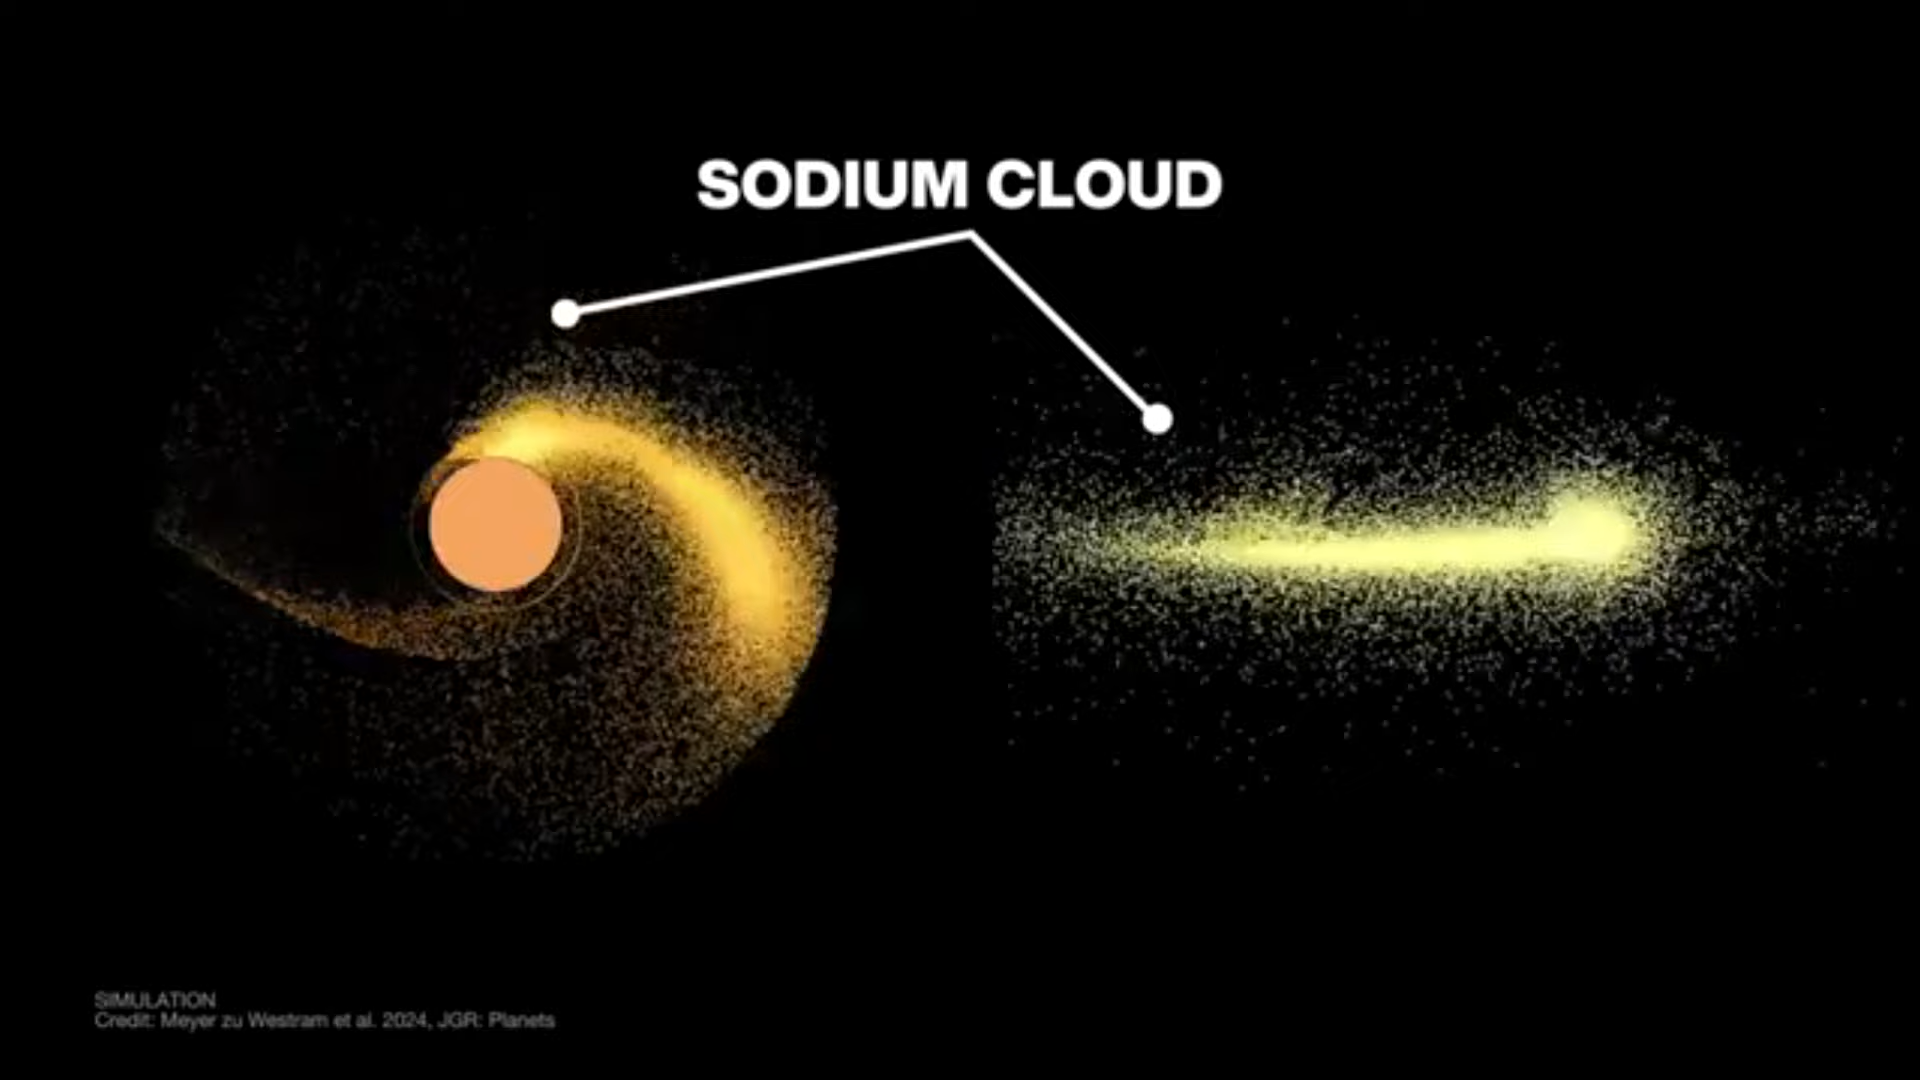 SODIUM CLOUD
SIMULATION
Credit: Meyer zu Westram et al. 2024, JGR: Planets